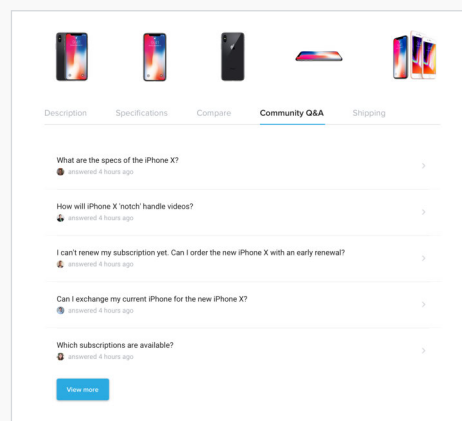 Description Specifications Compare Community Q&A Shipping
What are the specs of the iPhone X?
answered 4 hours ago
How will iPhone X 'notch' handle videos?
answered 4 hours ago
I can't renew my subscription yet. Can I order the new iPhone X with an early renewal?
answered 4 hours ago
Can I exchange my current iPhone for the new iPhone X?
answered 4 hours ago
Which subscriptions are available?
answered 4 hours ago
View more